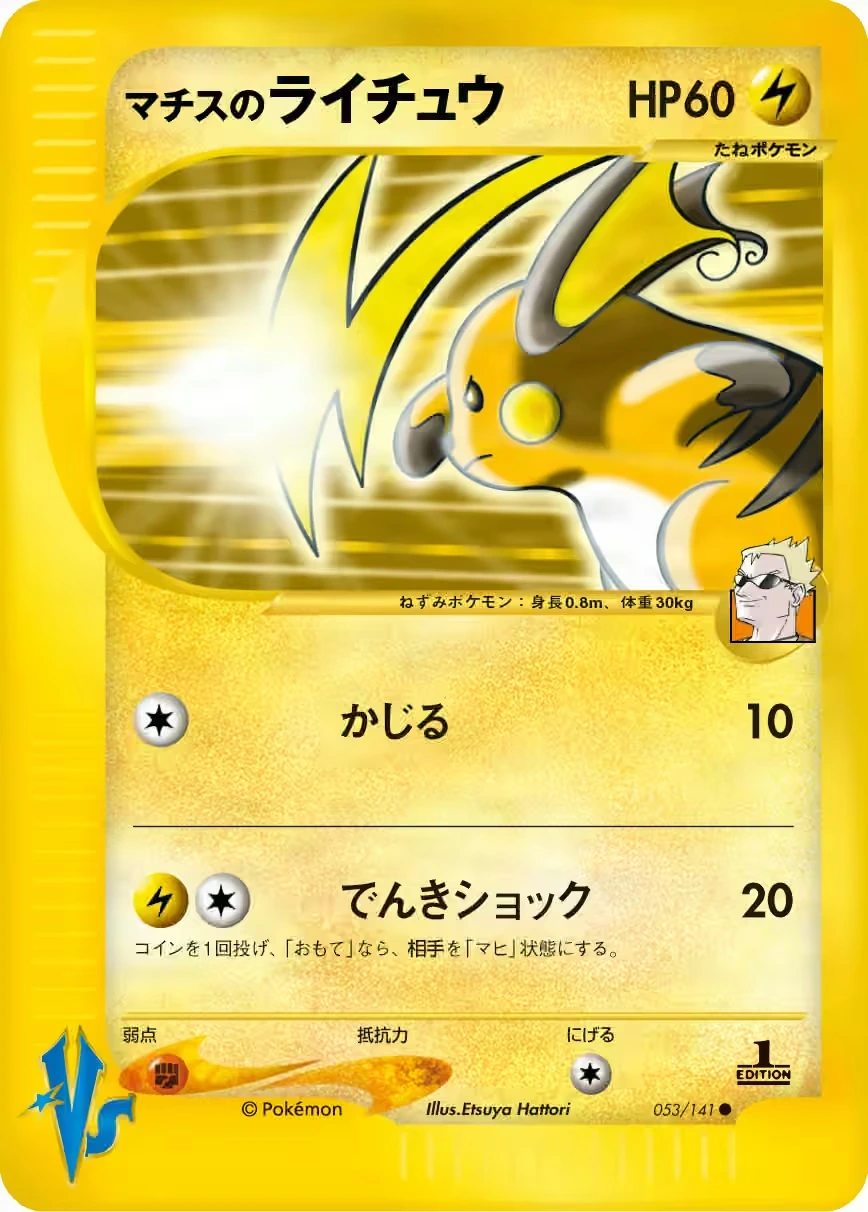 マチスのライチュウ HP60
たねポケモン
ねずみポケモン：身長0.8m、体重30kg
かじる 10
でんきショック 20
コインを1回投げ、「おもて」なら、相手を「マヒ」状態にする。
弱点 抵抗力 にげる
1
EDITION
© Pokémon Illus.Etsuya Hattori 053/141●
VS